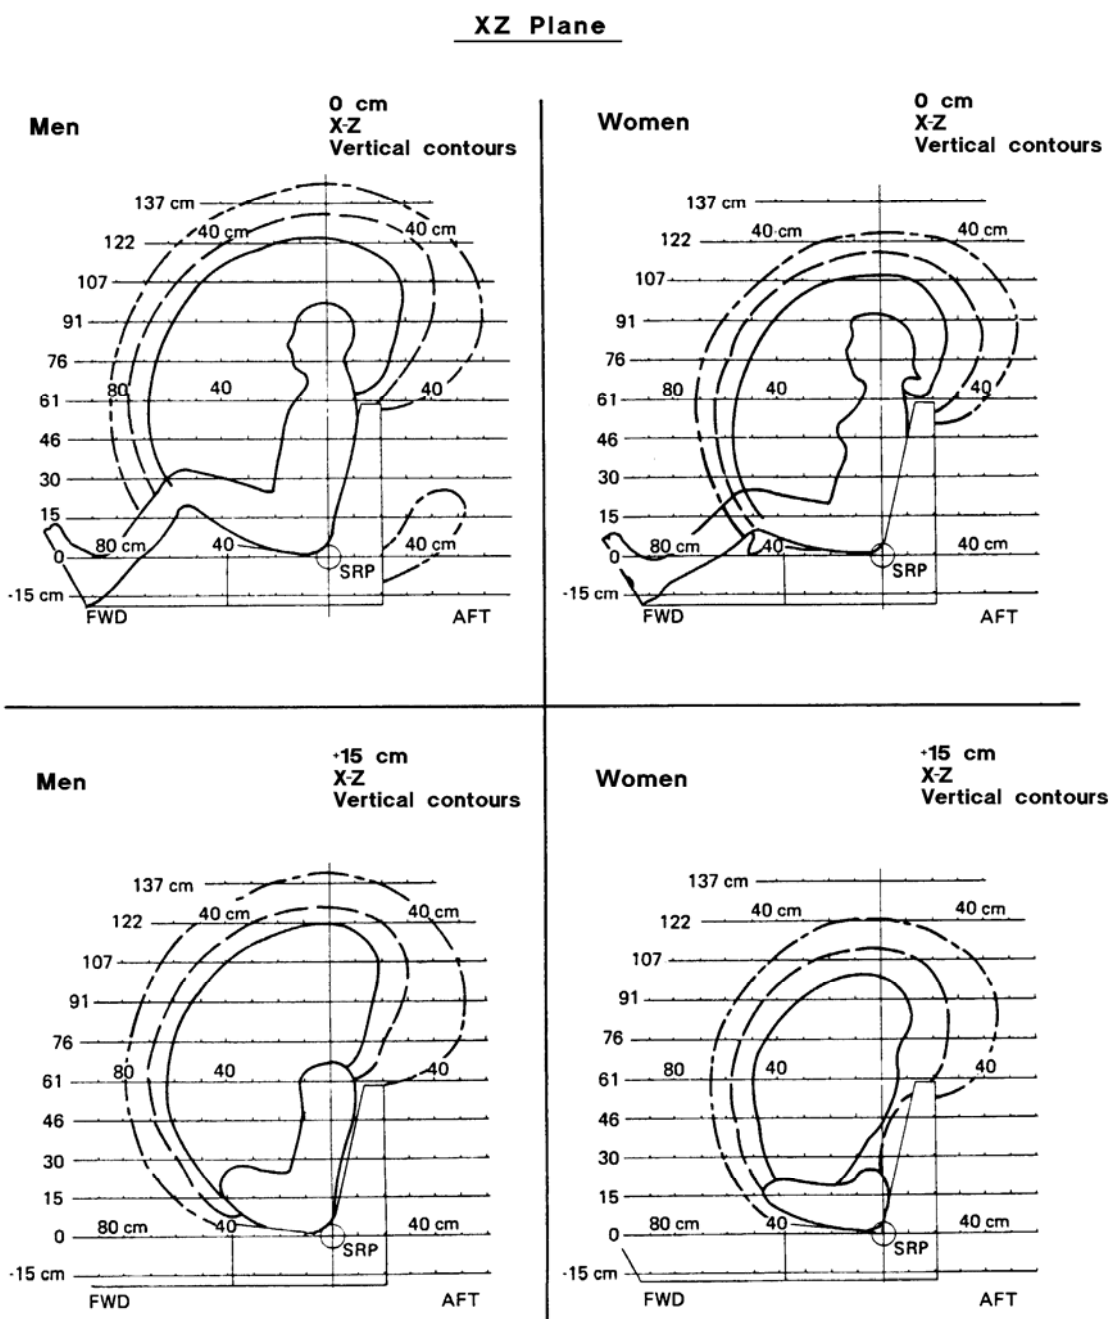 XZ Plane
Men
0 cm
X-Z
Vertical contours
137 cm
40 cm
40 cm
122
107
91
76
80
40
40
61
46
30
15
80 cm
40
40 cm
0
SRP
-15 cm
FWD
AFT
Women
0 cm
X-Z
Vertical contours
137 cm
40 cm
40 cm
122
107
91
76
80
40
40
61
46
30
15
80 cm
40
40 cm
0
SRP
-15 cm
FWD
AFT
Men
+15 cm
X-Z
Vertical contours
137 cm
40 cm
40 cm
122
107
91
76
80
40
40
61
46
30
15
80 cm
40
40 cm
0
SRP
-15 cm
FWD
AFT
Women
+15 cm
X-Z
Vertical contours
137 cm
40 cm
40 cm
122
107
91
76
80
40
40
61
46
30
15
80 cm
40
40 cm
0
SRP
-15 cm
FWD
AFT